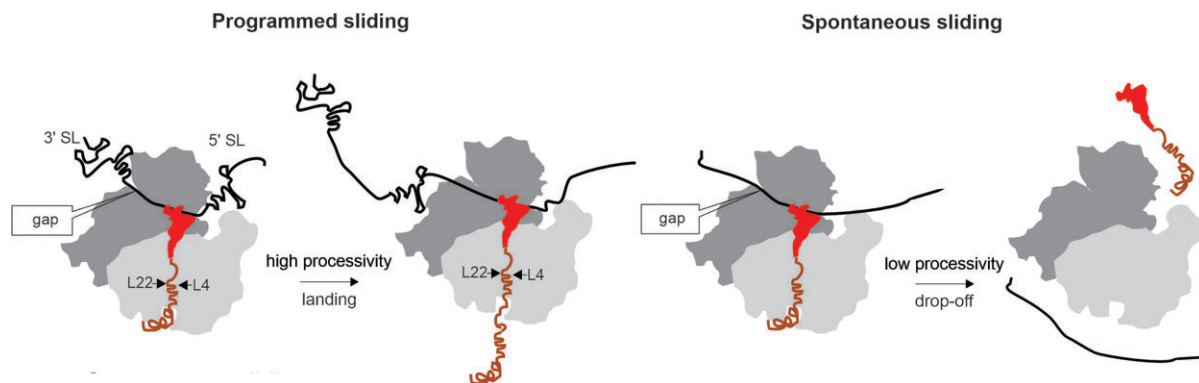 Programmed sliding
Spontaneous sliding
3' SL
5' SL
gap
L22
L4
high processivity
landing
L22
L4
gap
low processivity
drop-off